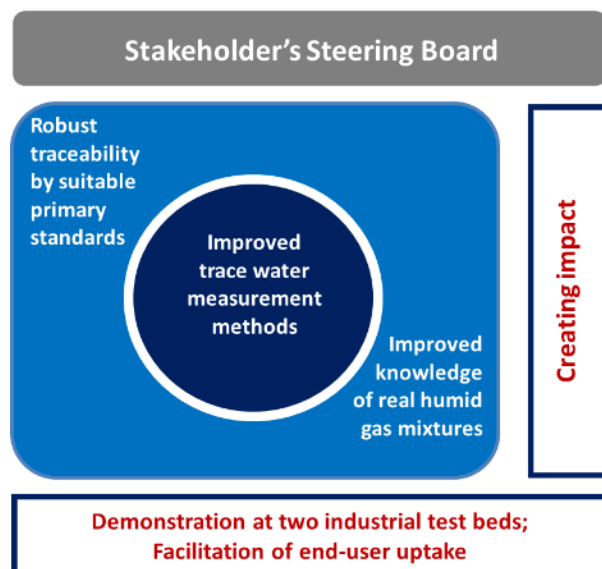 Stakeholder's Steering Board
Robust
traceability
by suitable
primary
standards
Improved
trace water
measurement
methods
Improved
knowledge
of real humid
gas mixtures
Creating impact
Demonstration at two industrial test beds;
Facilitation of end-user uptake